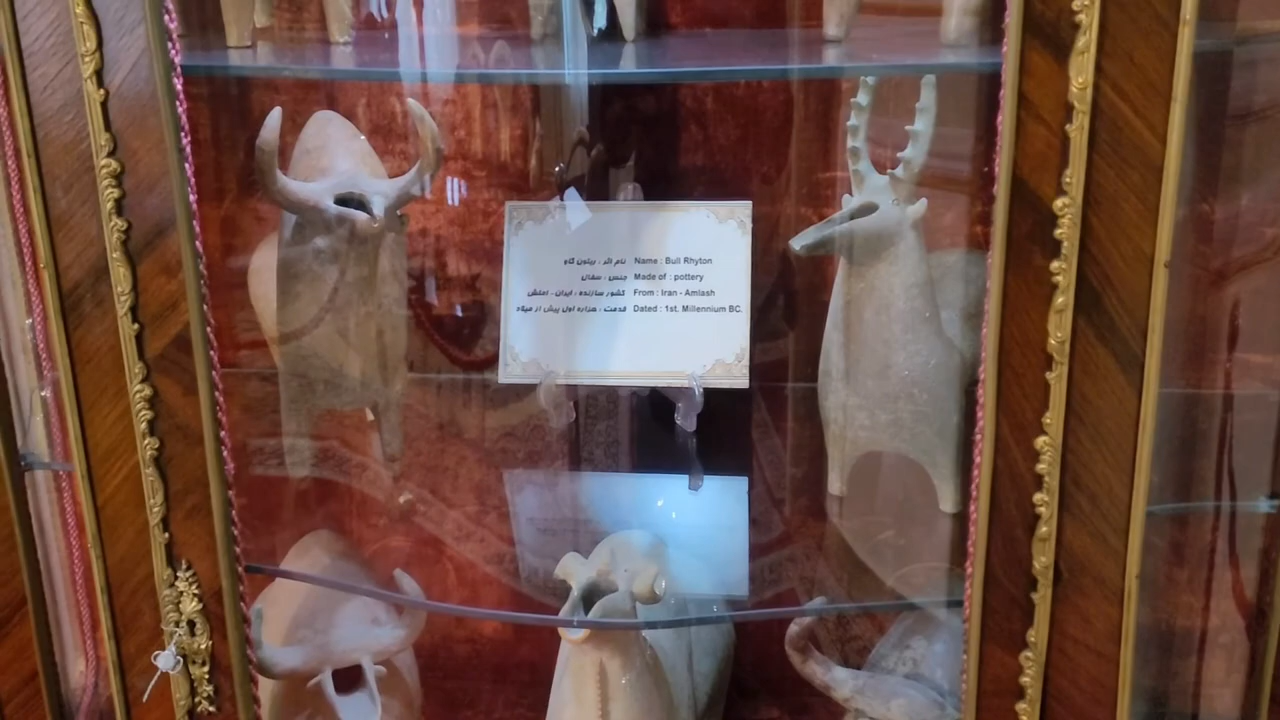 نام اثر : ریتون گاو Name : Bull Rhyton
جنس : سفال Made of : pottery
کشور سازنده : ایران - املش From : Iran - Amlash
قدمت : هزاره اول پیش از میلاد Dated : 1st. Millennium BC.